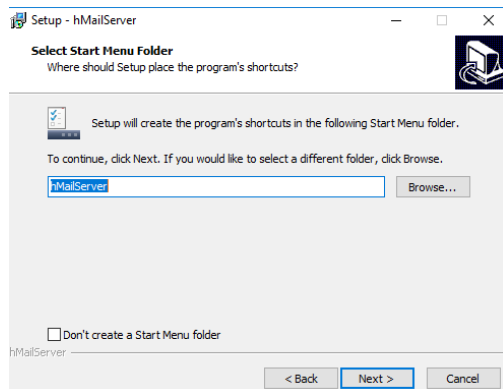 Setup - hMailServer
Select Start Menu Folder
Where should Setup place the program's shortcuts?
Setup will create the program's shortcuts in the following Start Menu folder.
To continue, click Next. If you would like to select a different folder, click Browse.
hMailServer
Browse...
Don't create a Start Menu folder
hMailServer
< Back
Next >
Cancel